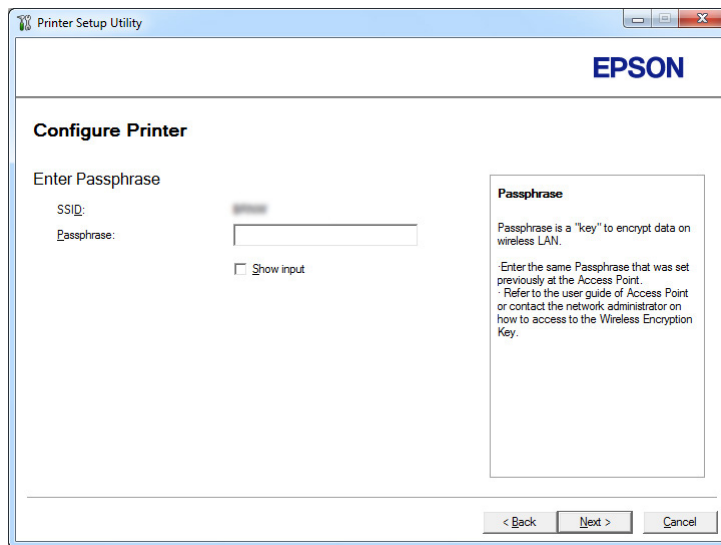 Printer Setup Utility
EPSON
Configure Printer
Enter Passphrase
SSID:
Passphrase:
Show input
Passphrase
Passphrase is a "key" to encrypt data on
wireless LAN.
·Enter the same Passphrase that was set
previously at the Access Point.
· Refer to the user guide of Access Point
or contact the network administrator on
how to access to the Wireless Encryption
Key.
< Back
Next >
Cancel